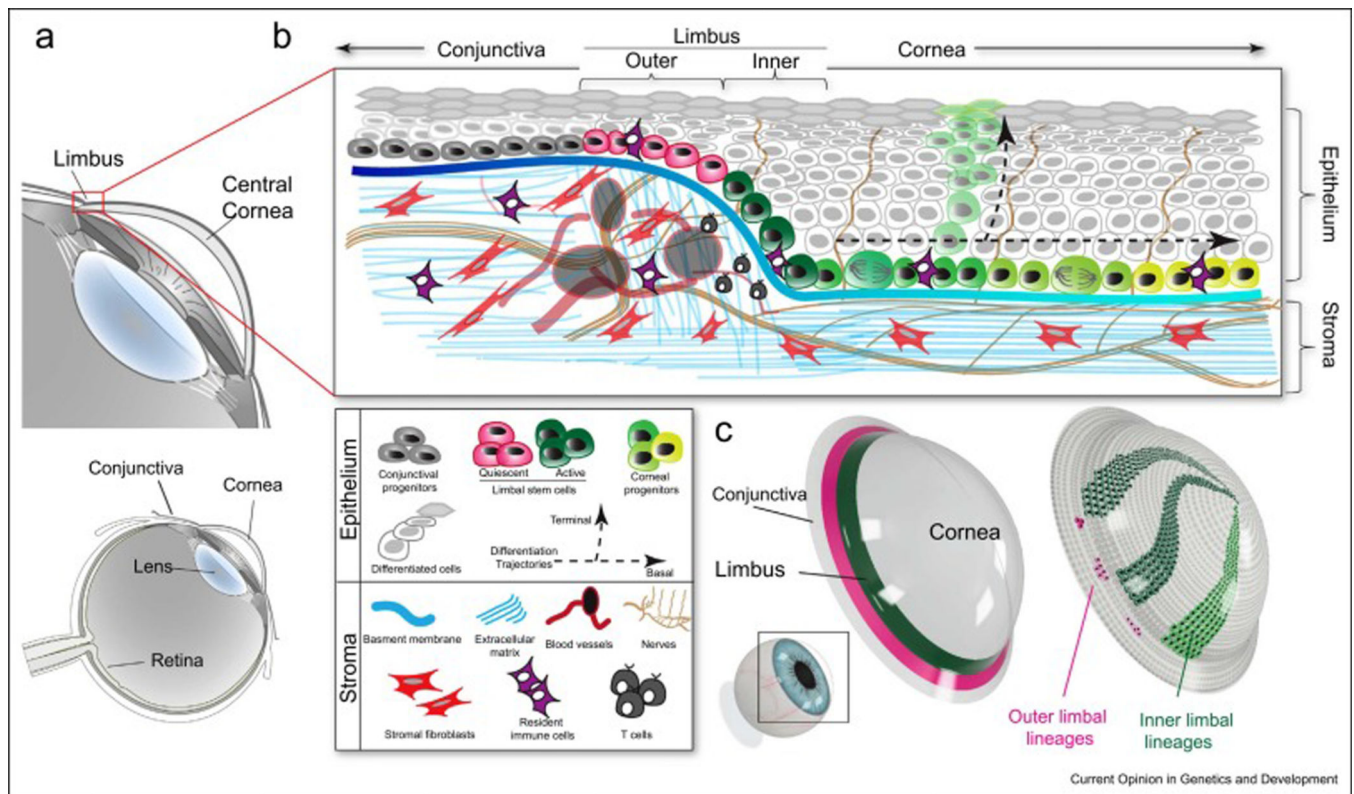 a
Limbus
Central
Cornea
Conjunctiva
Cornea
Lens
Retina
b
Conjunctiva
Limbus
Cornea
Outer
Inner
Epithelium
Stroma
Epithelium
Conjunctival
progenitors
Quiescent
Active
Limbal stem cells
Corneal
progenitors
Differentiated cells
Terminal
Differentiation
Trajectories
Basal
Stroma
Basment membrane
Extracellular
matrix
Blood vessels
Nerves
Stromal fibroblasts
Resident
immune cells
T cells
c
Conjunctiva
Limbus
Cornea
Outer limbal
lineages
Inner limbal
lineages
Current Opinion in Genetics and Development